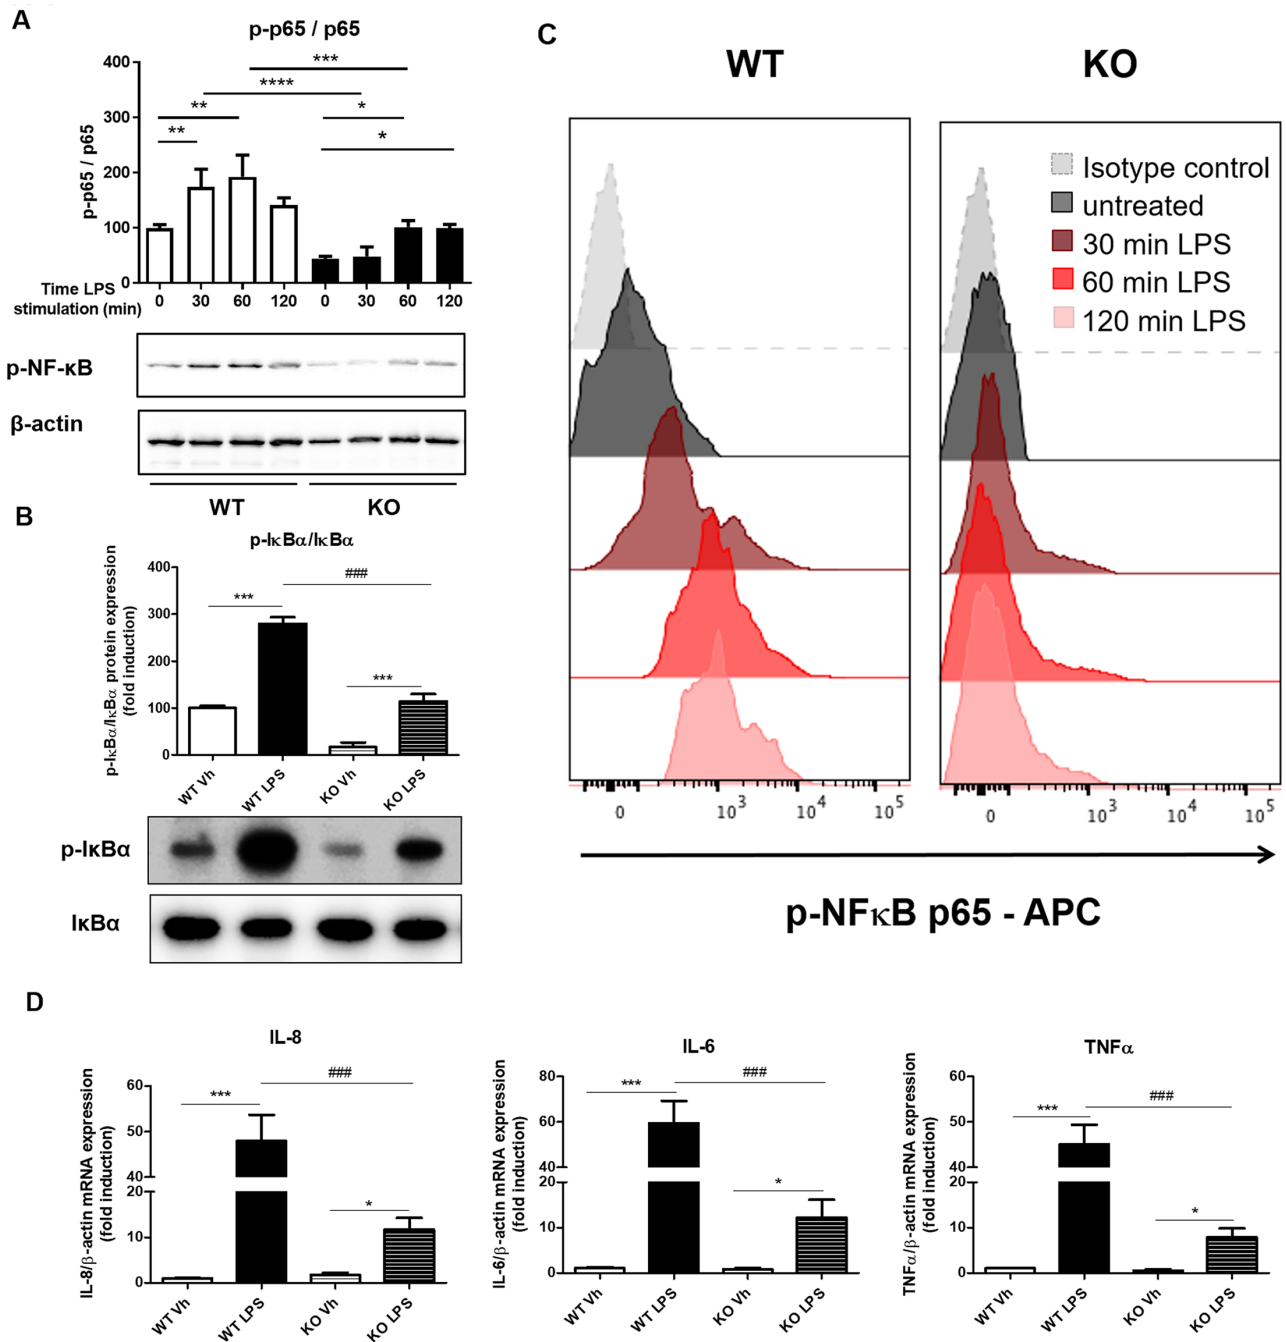 A
p-p65 / p65
p-p65 / p65
400
300
200
100
0
***
****
**
*
**
*
Time LPS
stimulation (min)
0 30 60 120 0 30 60 120
p-NF-κB
β-actin
WT KO
B
p-IκBα/IκBα
p-IκBα/IκBα protein expression
(fold induction)
400
300
200
100
0
###
***
***
WT Vh WT LPS KO Vh KO LPS
p-IκBα
IκBα
C
WT KO
Isotype control
untreated
30 min LPS
60 min LPS
120 min LPS
0 10³ 10⁴ 10⁵
0 10³ 10⁴ 10⁵
p-NFκB p65 - APC
D
IL-8
IL-8/β-actin mRNA expression
(fold induction)
60
40
20
10
0
###
***
*
WT Vh WT LPS KO Vh KO LPS
IL-6
IL-6/β-actin mRNA expression
(fold induction)
80
60
40
20
10
0
###
***
*
WT Vh WT LPS KO Vh KO LPS
TNFα
TNFα/β-actin mRNA expression
(fold induction)
60
50
40
20
10
0
###
***
*
WT Vh WT LPS KO Vh KO LPS